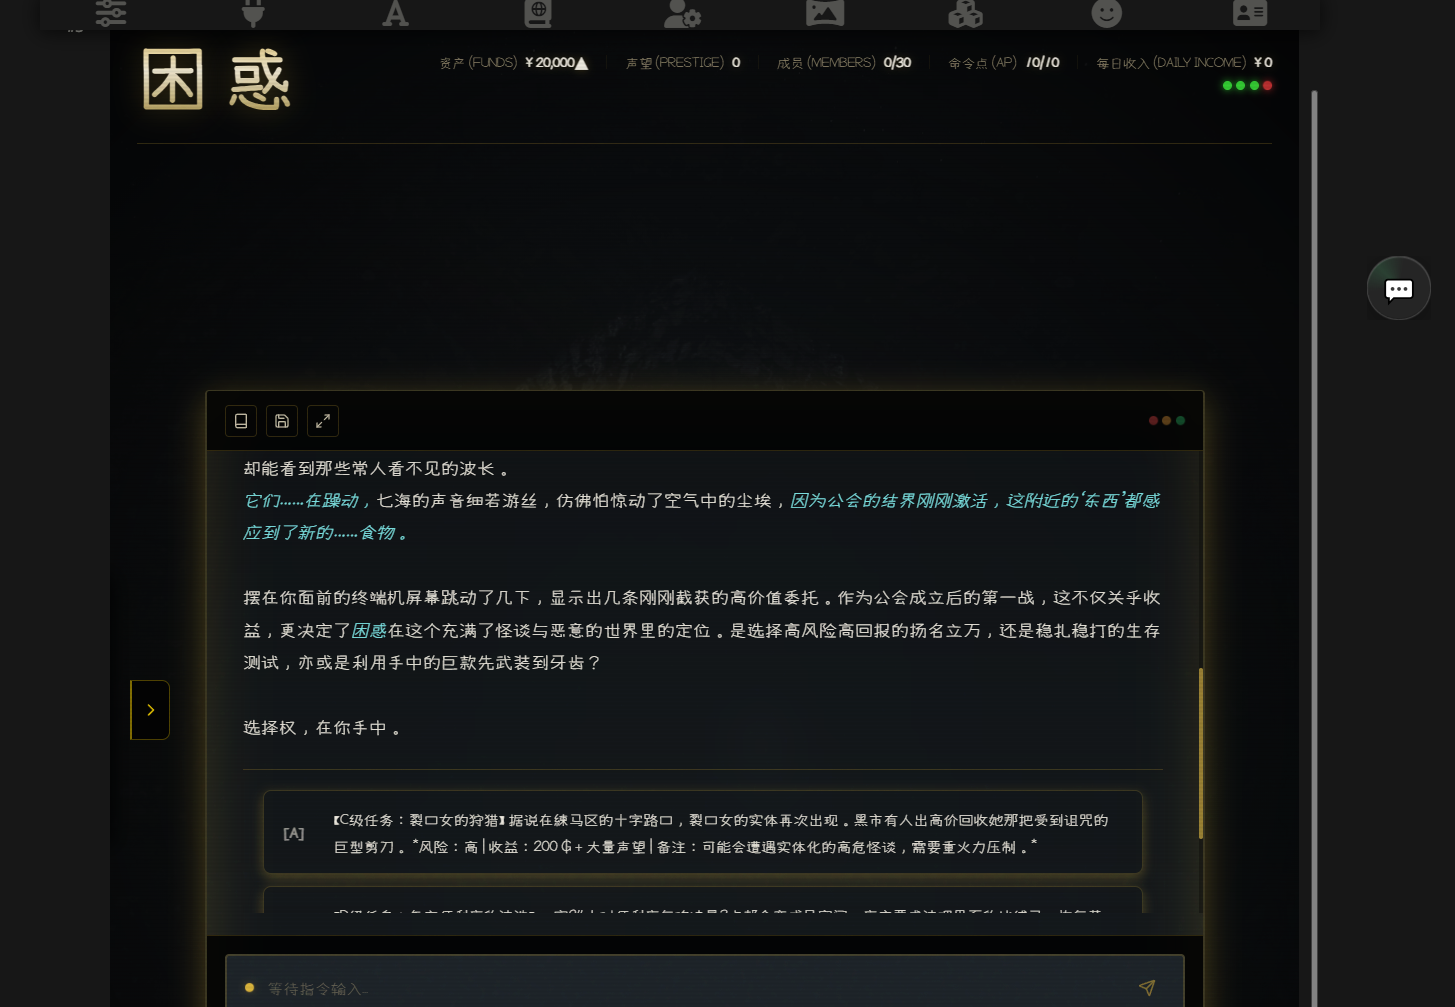 困惑
资产 (FUNDS) ¥20,000▲ 声望 (PRESTIGE) 0 成员 (MEMBERS) 0/30 命令点 (AP) 10/10 每日收入 (DAILY INCOME) ¥0
却能看到那些常人看不见的波长。
它们……在躁动，七海的声音细若游丝，仿佛怕惊动了空气中的尘埃，因为公会的结界刚刚激活，这附近的‘东西’都感
应到了新的……食物。
摆在你面前的终端机屏幕跳动了几下，显示出几条刚刚截获的高价值委托。作为公会成立后的第一战，这不仅关乎收
益，更决定了困惑在这个充满了怪谈与恶意的世界里的定位。是选择高风险高回报的扬名立万，还是稳扎稳打的生存
测试，亦或是利用手中的巨款先武装到牙齿？
选择权，在你手中。
[A]
【C级任务：裂口女的狩猎】据说在练马区的十字路口，裂口女的实体再次出现。黑市有人出高价回收她那把受到诅咒的
巨型剪刀。*风险：高 | 收益：200 G + 大量声望 | 备注：可能会遭遇实体化的高危怪谈，需要重火力压制。*
等待指令输入...